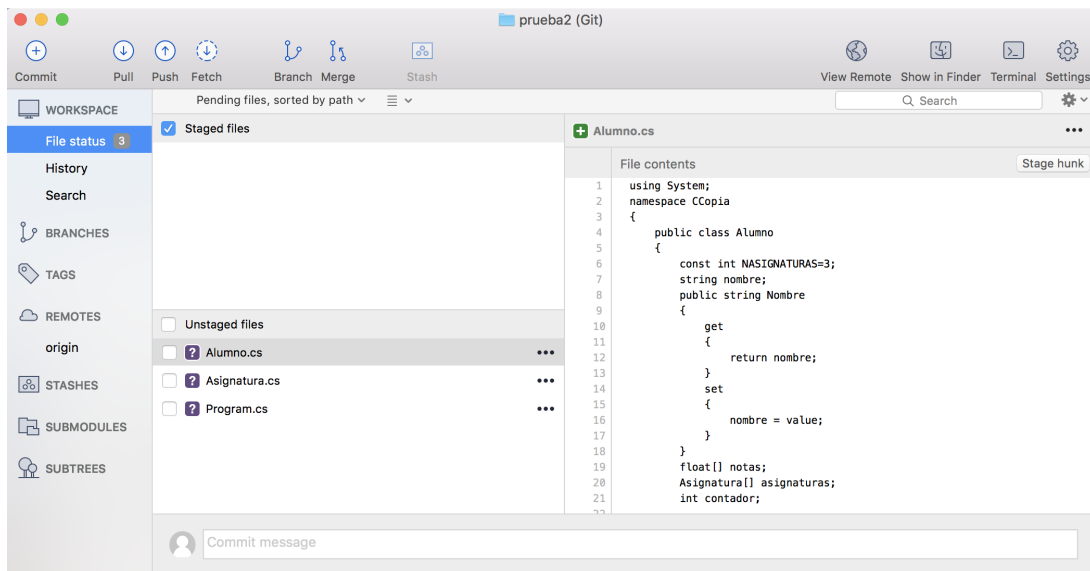 prueba2 (Git)
Commit Pull Push Fetch Branch Merge Stash View Remote Show in Finder Terminal Settings
Pending files, sorted by path
Search
WORKSPACE
File status 3
History
Search
BRANCHES
TAGS
REMOTES
origin
STASHES
SUBMODULES
SUBTREES
Staged files
Unstaged files
? Alumno.cs •••
? Asignatura.cs •••
? Program.cs •••
Alumno.cs •••
File contents Stage hunk
1 using System;
2 namespace CCopia
3 {
4 public class Alumno
5 {
6 const int NASIGNATURAS=3;
7 string nombre;
8 public string Nombre
9 {
10 get
11 {
12 return nombre;
13 }
14 set
15 {
16 nombre = value;
17 }
18 }
19 float[] notas;
20 Asignatura[] asignaturas;
21 int contador;
Commit message